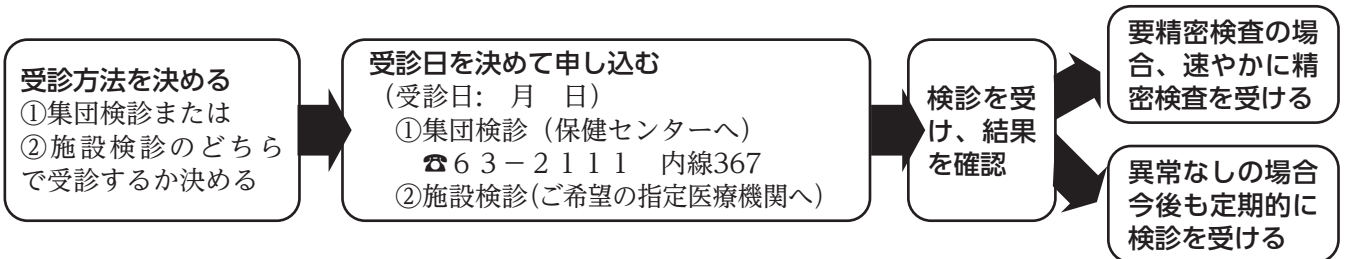 受診方法を決める
①集団検診または
②施設検診のどちら
で受診するか決める
受診日を決めて申し込む
(受診日: 月 日)
①集団検診(保健センターへ)
☎63-2111 内線367
②施設検診(ご希望の指定医療機関へ)
検診を受
け、結果
を確認
要精密検査の場
合、速やかに精
密検査を受ける
異常なしの場合
今後も定期的に
検診を受ける